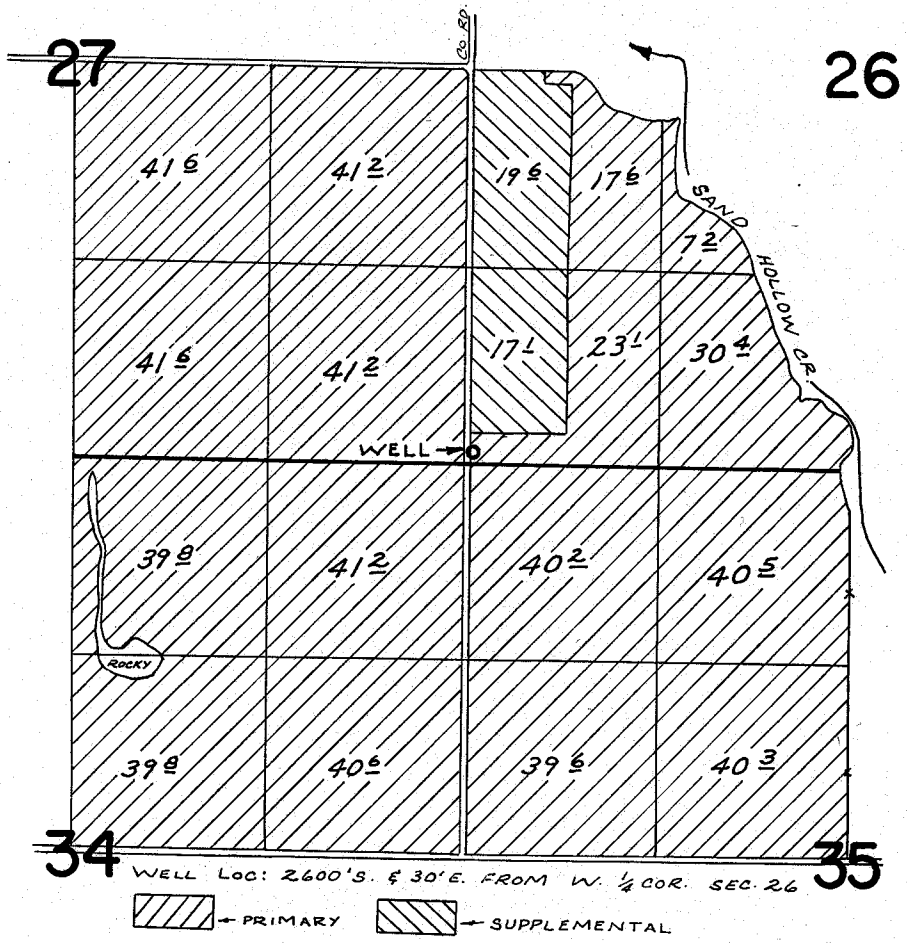 CO. RD.
27
26
41 6
41 2
19 6
17 6
SAND
7 2
HOLLOW CR.
41 6
41 2
17 1
23 1
30 4
WELL
39 8
41 2
40 2
40 5
ROCKY
39 8
40 6
39 6
40 3
34
35
WELL LOC: 2600'S. & 30'E. FROM W. 1/4 COR. SEC. 26
PRIMARY
SUPPLEMENTAL